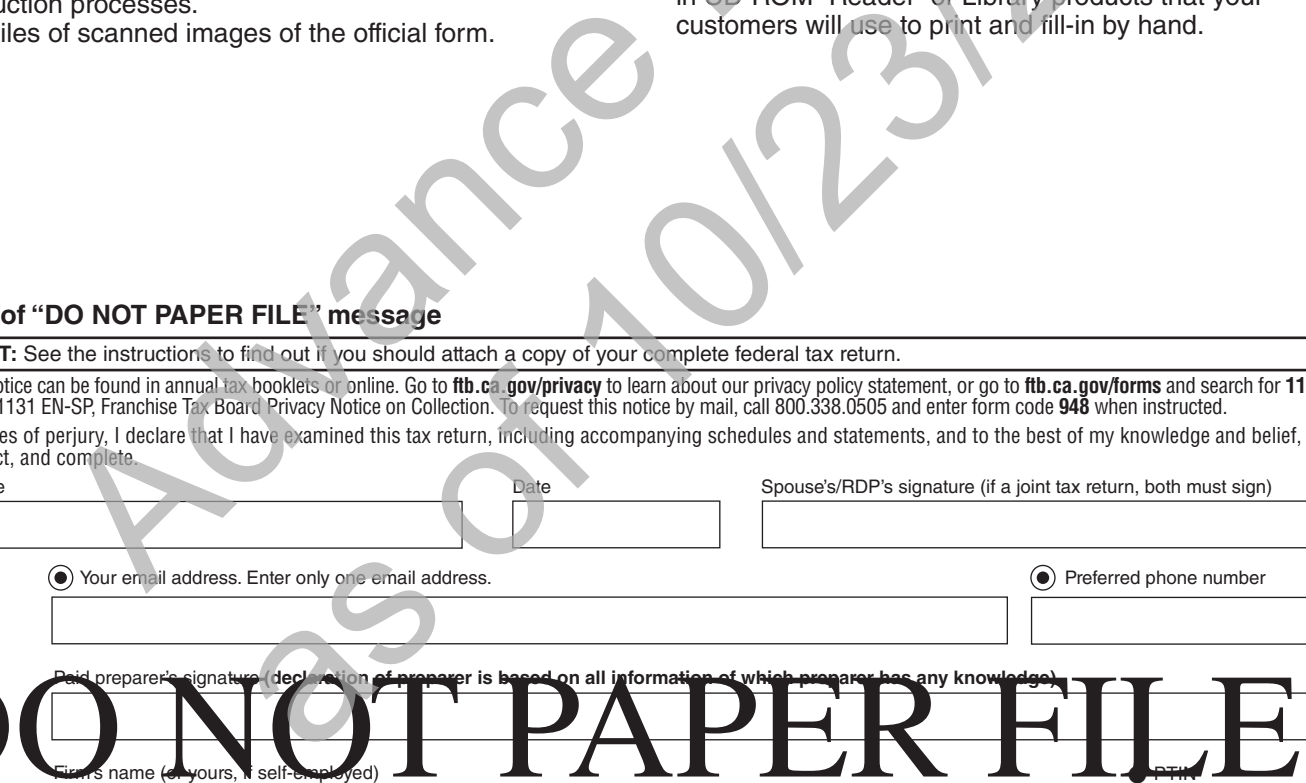 uction processes.
iles of scanned images of the official form.
in CD-ROM “Reader” or Library products that your
customers will use to print and fill-in by hand.
Advance
as of 10/23/2
of “DO NOT PAPER FILE” message
T: See the instructions to find out if you should attach a copy of your complete federal tax return.
otice can be found in annual tax booklets or online. Go to ftb.ca.gov/privacy to learn about our privacy policy statement, or go to ftb.ca.gov/forms and search for 11
1131 EN-SP, Franchise Tax Board Privacy Notice on Collection. To request this notice by mail, call 800.338.0505 and enter form code 948 when instructed.
es of perjury, I declare that I have examined this tax return, including accompanying schedules and statements, and to the best of my knowledge and belief,
ct, and complete.
e Date Spouse’s/RDP’s signature (if a joint tax return, both must sign)
Your email address. Enter only one email address. Preferred phone number
Paid preparer’s signature (declaration of preparer is based on all information of which preparer has any knowledge)
DO NOT PAPER FILE
Firm’s name (or yours, if self-employed) PTIN